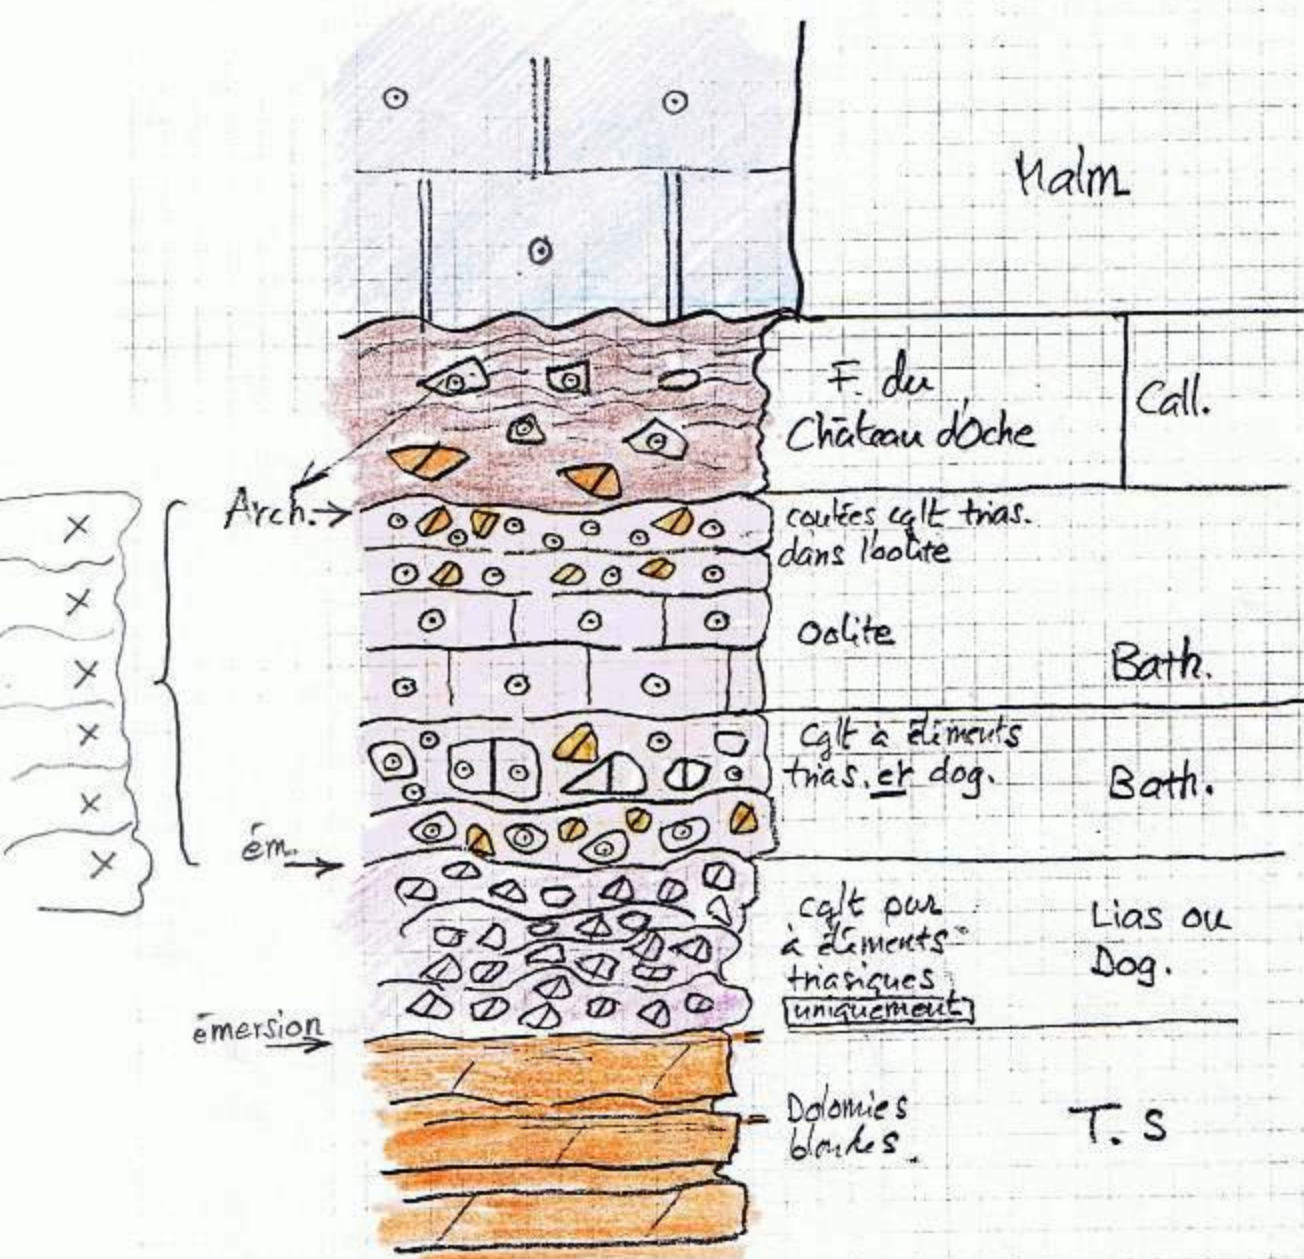 Malm
F. du
Château d'Oche
Call.
Arch.
coulées cglt trias.
dans l'oolite
Oolite
Bath.
cglt à éléments
trias. et dog.
Bath.
ém.
cglt pur
à éléments
triasiques
uniquement
Lias ou
Dog.
émersion
Dolomies
blondes.
T. S